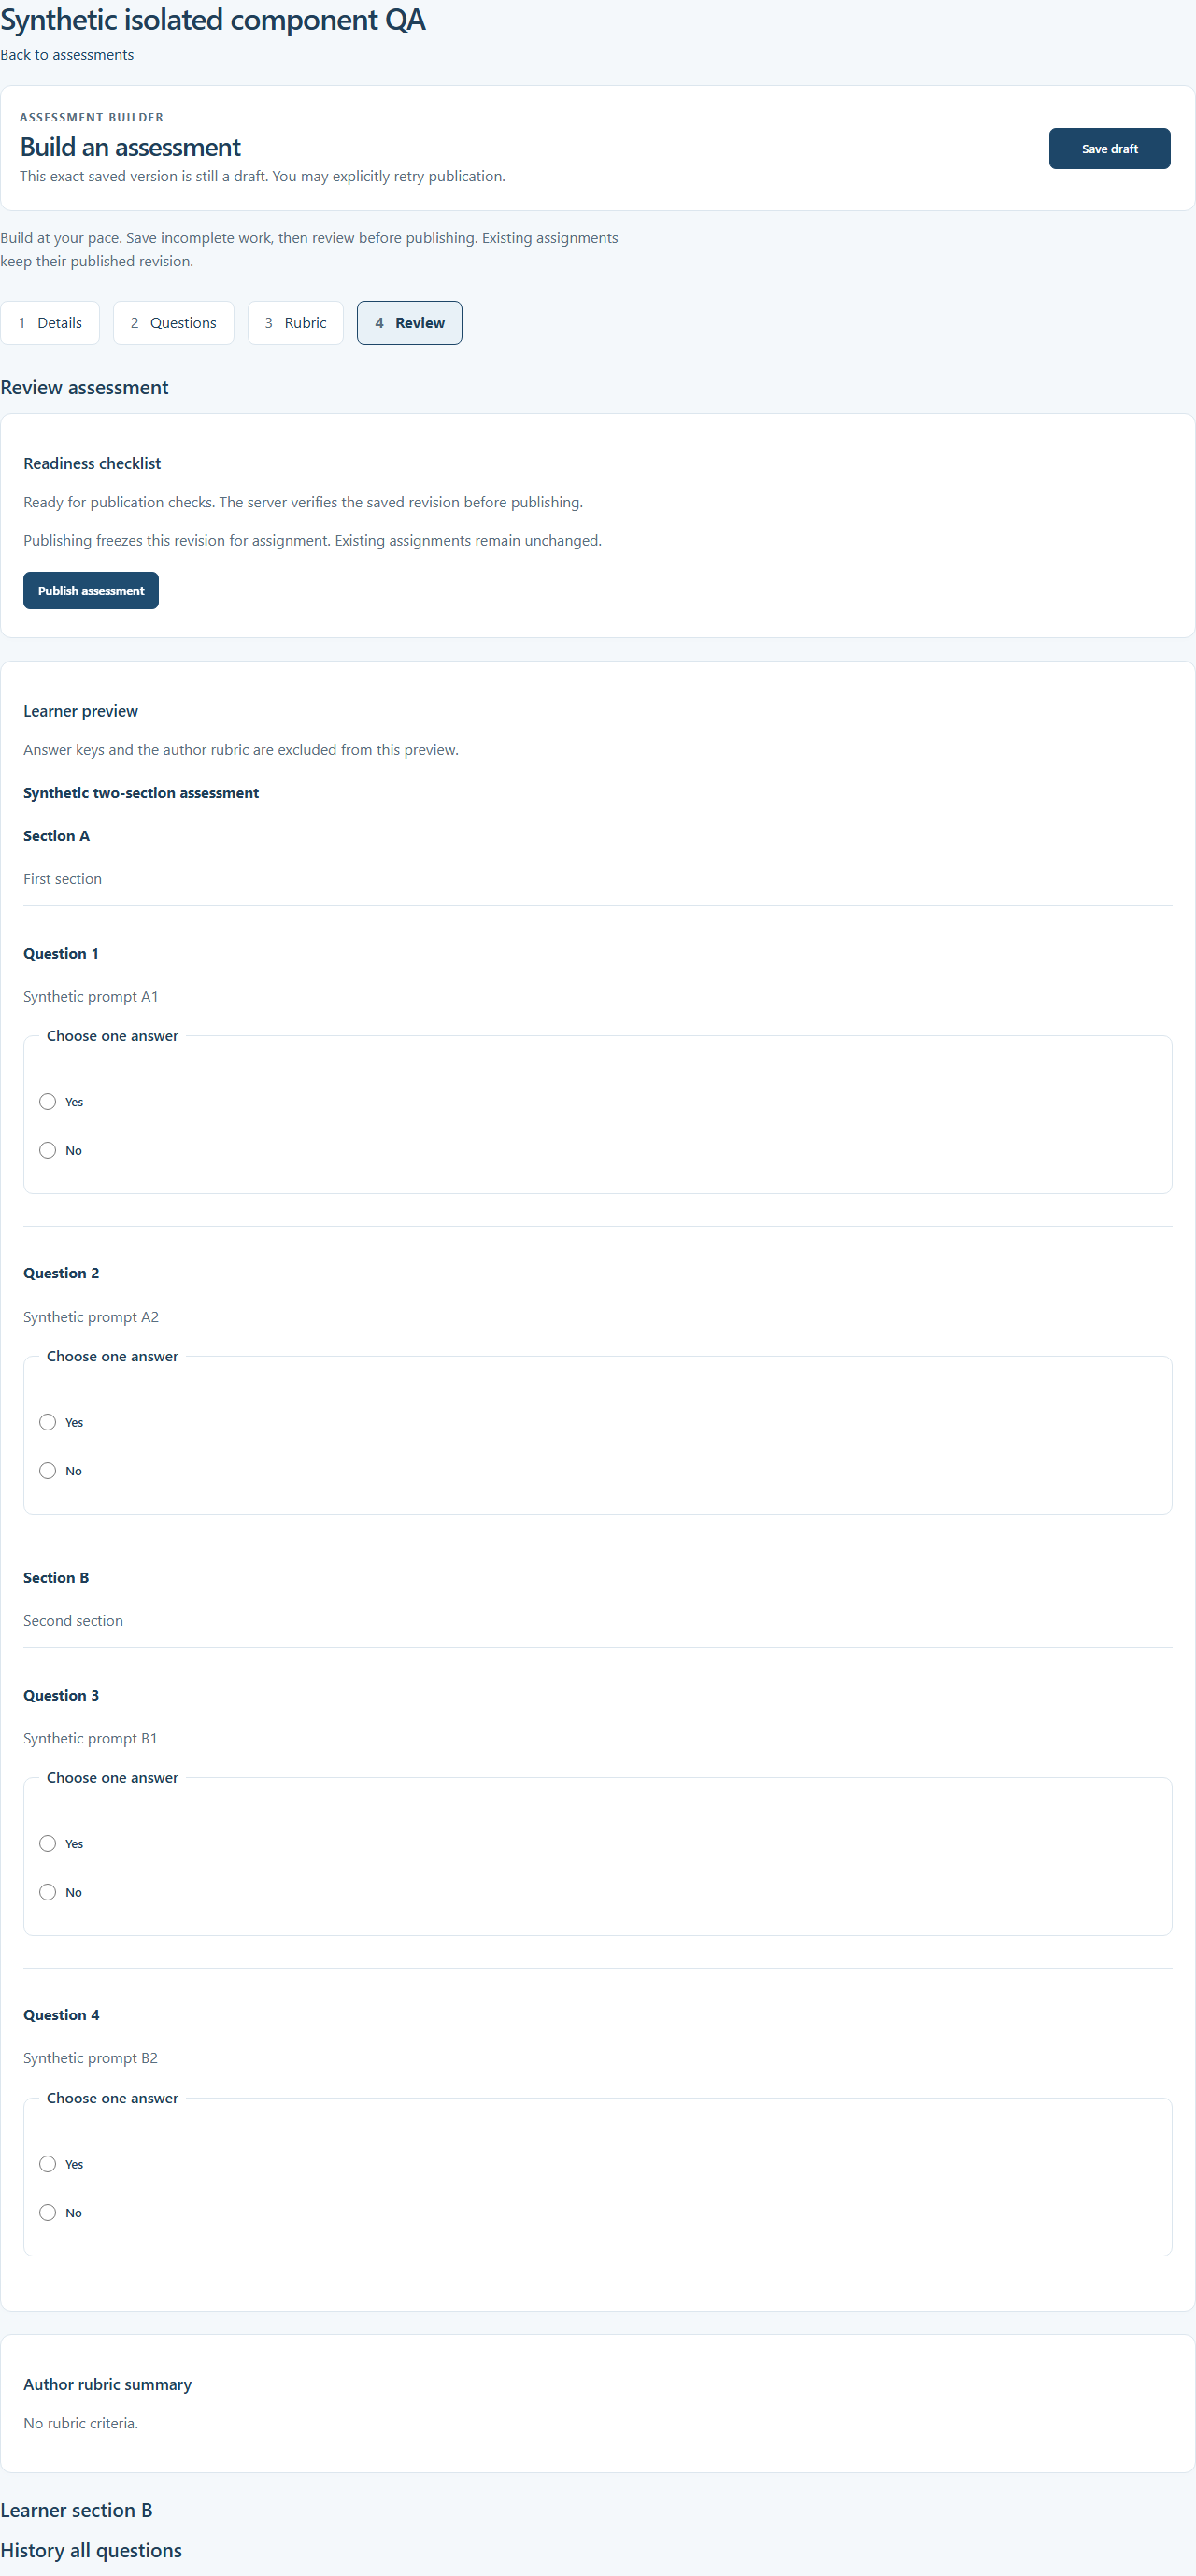 Synthetic isolated component QA
Back to assessments
ASSESSMENT BUILDER
Build an assessment
This exact saved version is still a draft. You may explicitly retry publication.
Save draft
Build at your pace. Save incomplete work, then review before publishing. Existing assignments
keep their published revision.
1 Details
2 Questions
3 Rubric
4 Review
Review assessment
Readiness checklist
Ready for publication checks. The server verifies the saved revision before publishing.
Publishing freezes this revision for assignment. Existing assignments remain unchanged.
Publish assessment
Learner preview
Answer keys and the author rubric are excluded from this preview.
Synthetic two-section assessment
Section A
First section
Question 1
Synthetic prompt A1
Choose one answer
Yes
No
Question 2
Synthetic prompt A2
Choose one answer
Yes
No
Section B
Second section
Question 3
Synthetic prompt B1
Choose one answer
Yes
No
Question 4
Synthetic prompt B2
Choose one answer
Yes
No
Author rubric summary
No rubric criteria.
Learner section B
History all questions